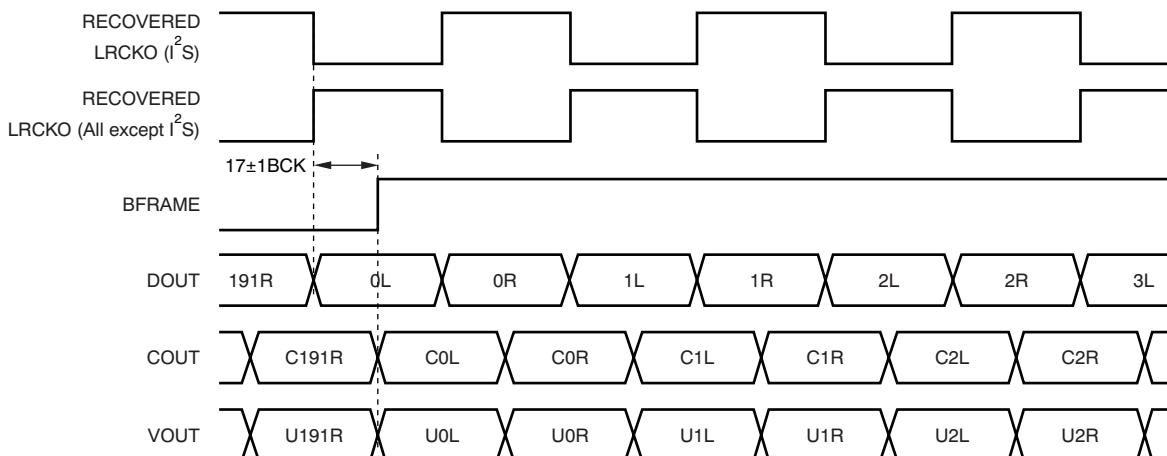 RECOVERED
LRCKO (I²S)
RECOVERED
LRCKO (All except I²S)
17±1BCK
BFRAME
DOUT 191R 0L 0R 1L 1R 2L 2R 3L
COUT C191R C0L C0R C1L C1R C2L C2R
VOUT U191R U0L U0R U1L U1R U2L U2R